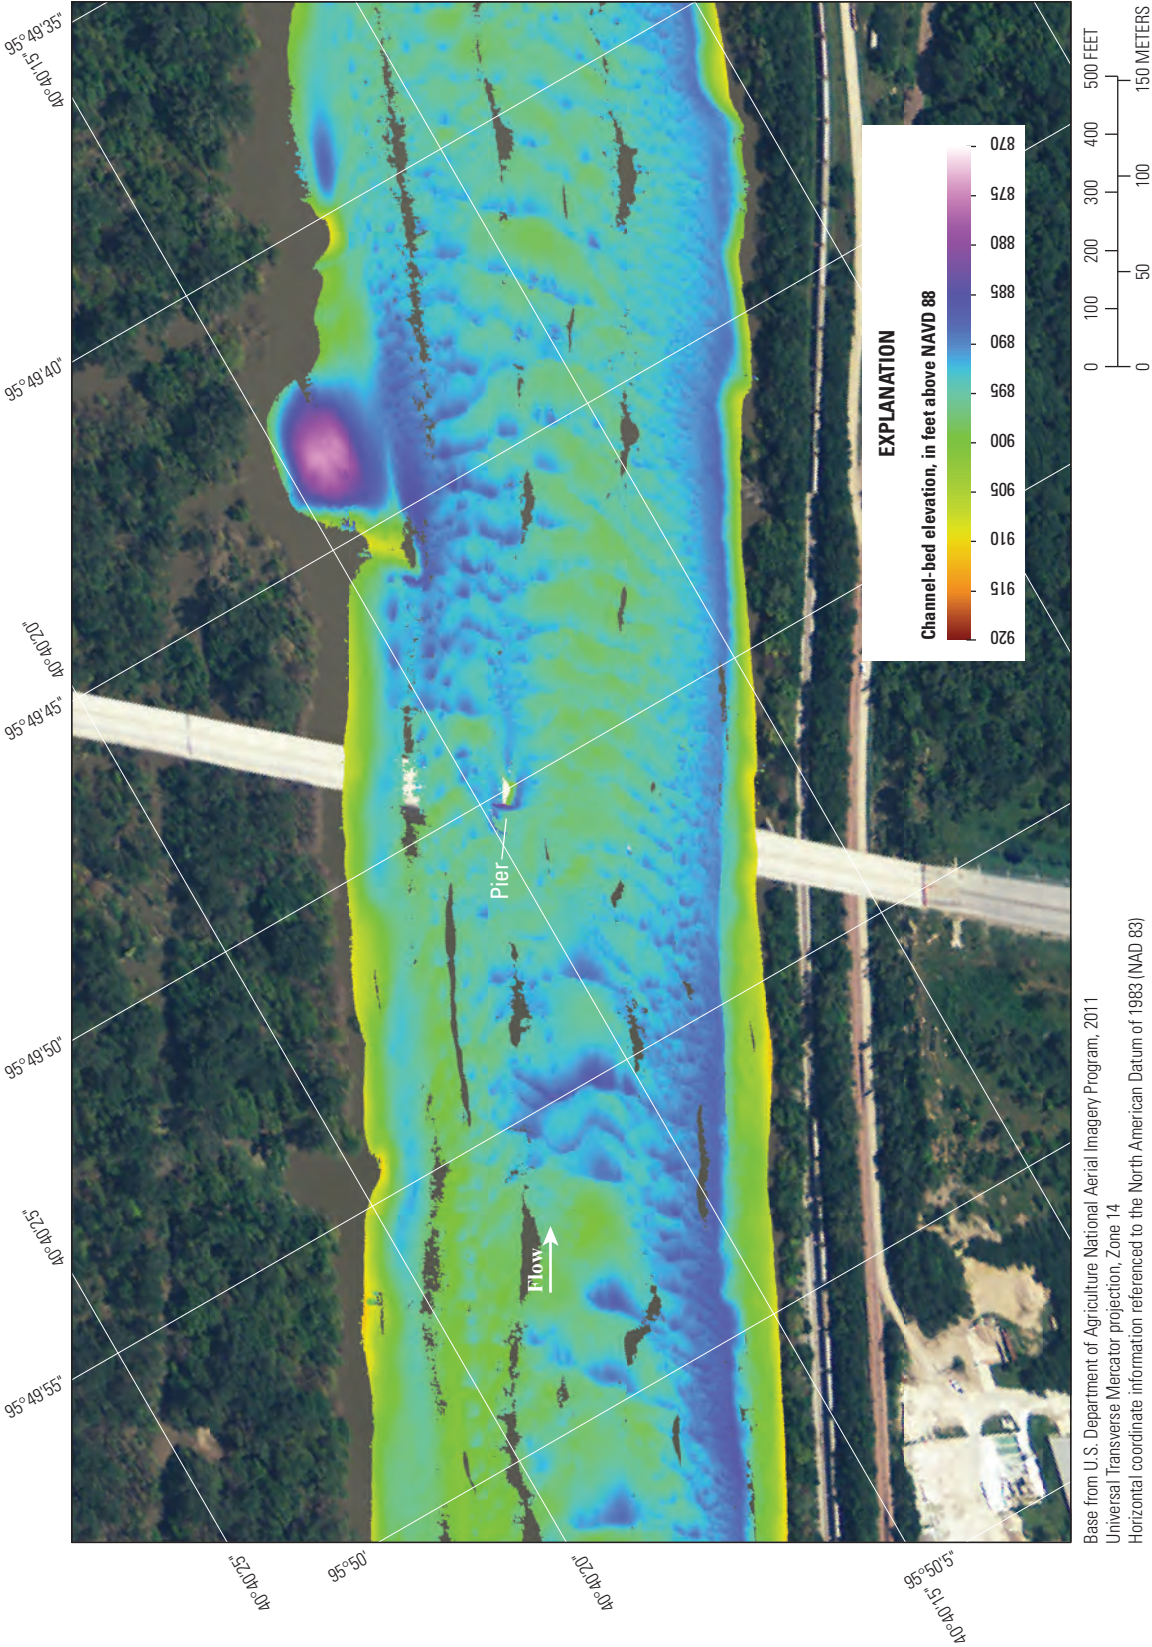 95°49'55"
40°40'25"
95°49'50"
95°49'45"
40°40'20"
95°49'40"
40°40'15"
95°49'35"
40°40'25"
95°50'
40°40'20"
95°50'5"
40°40'15"
Flow
Pier
EXPLANATION
Channel-bed elevation, in feet above NAVD 88
920
915
910
905
900
895
890
885
880
875
870
Base from U.S. Department of Agriculture National Aerial Imagery Program, 2011
Universal Transverse Mercator projection, Zone 14
Horizontal coordinate information referenced to the North American Datum of 1983 (NAD 83)
0 100 200 300 400 500 FEET
0 50 100 150 METERS